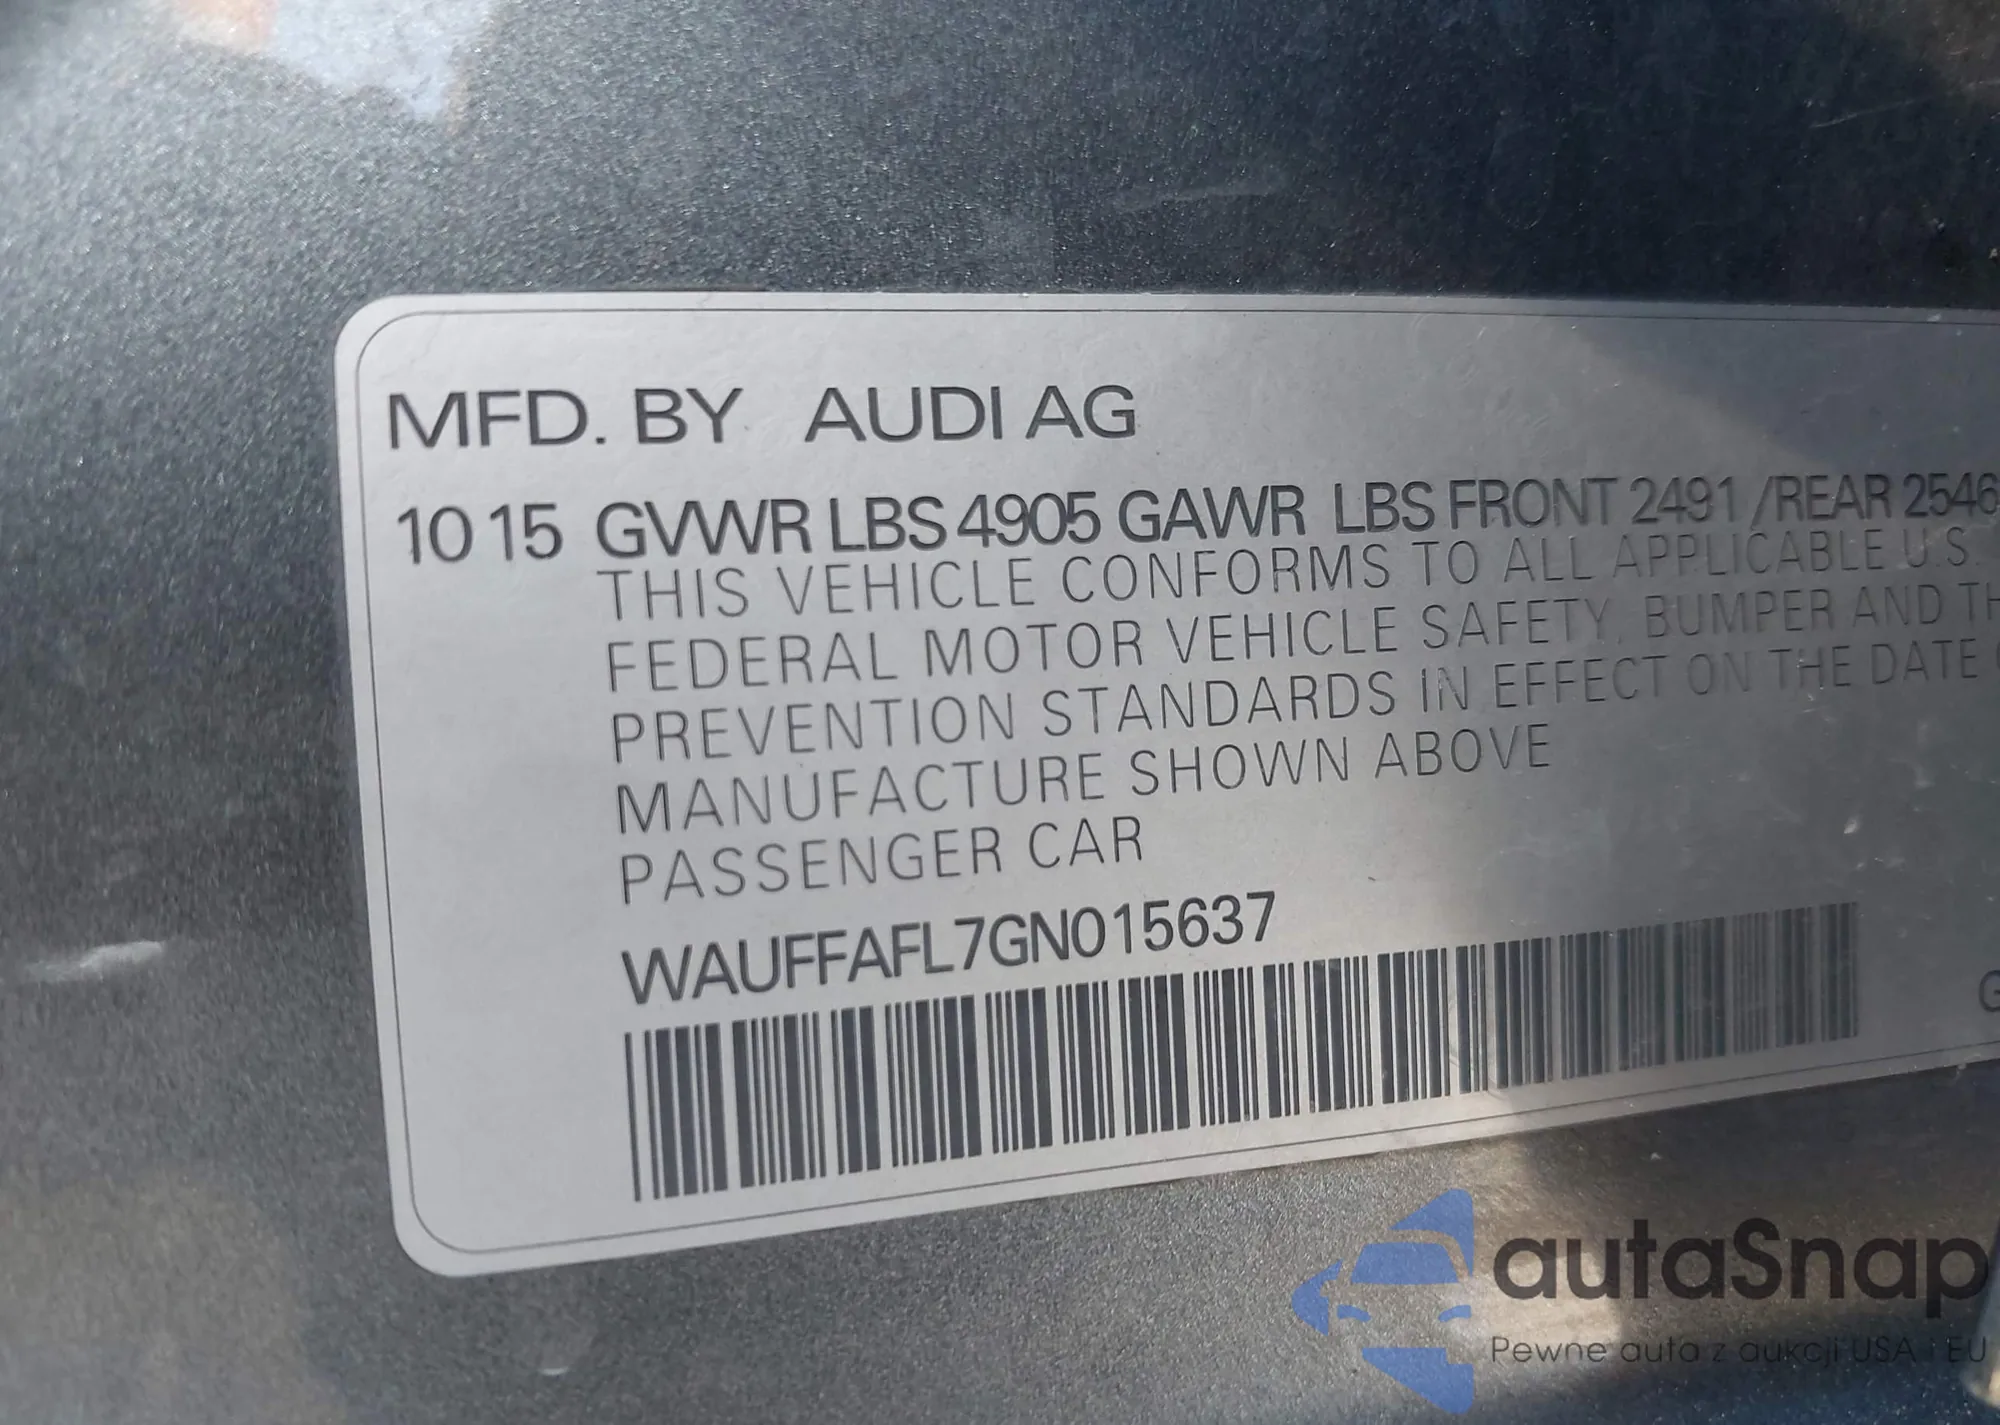 MFD. BY AUDI AG
10 15 GVWR LBS 4905 GAWR LBS FRONT 2491 /REAR 2546
THIS VEHICLE CONFORMS TO ALL APPLICABLE U.S.
FEDERAL MOTOR VEHICLE SAFETY, BUMPER AND TH
PREVENTION STANDARDS IN EFFECT ON THE DATE
MANUFACTURE SHOWN ABOVE
PASSENGER CAR
WAUFFAFL7GN015637
G
autaSnap
Pewne auta z aukcji USA i EU